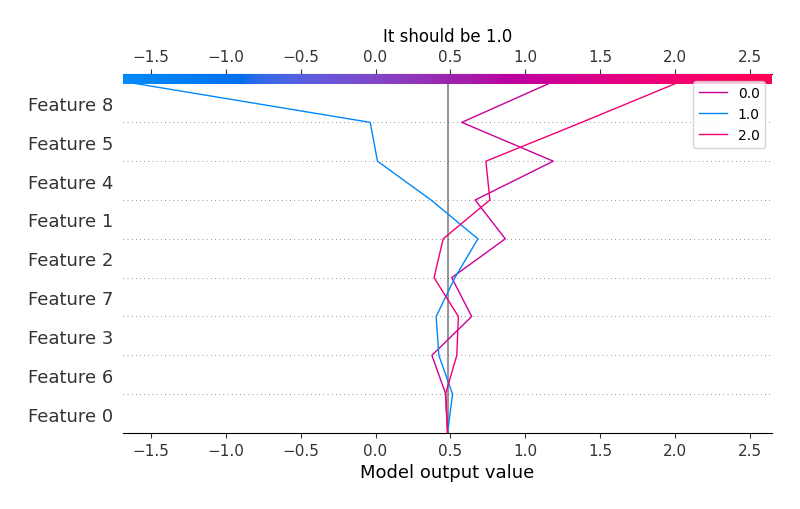 It should be 1.0
−1.5 −1.0 −0.5 0.0 0.5 1.0 1.5 2.0 2.5
0.0
1.0
2.0
Feature 8
Feature 5
Feature 4
Feature 1
Feature 2
Feature 7
Feature 3
Feature 6
Feature 0
−1.5 −1.0 −0.5 0.0 0.5 1.0 1.5 2.0 2.5
Model output value